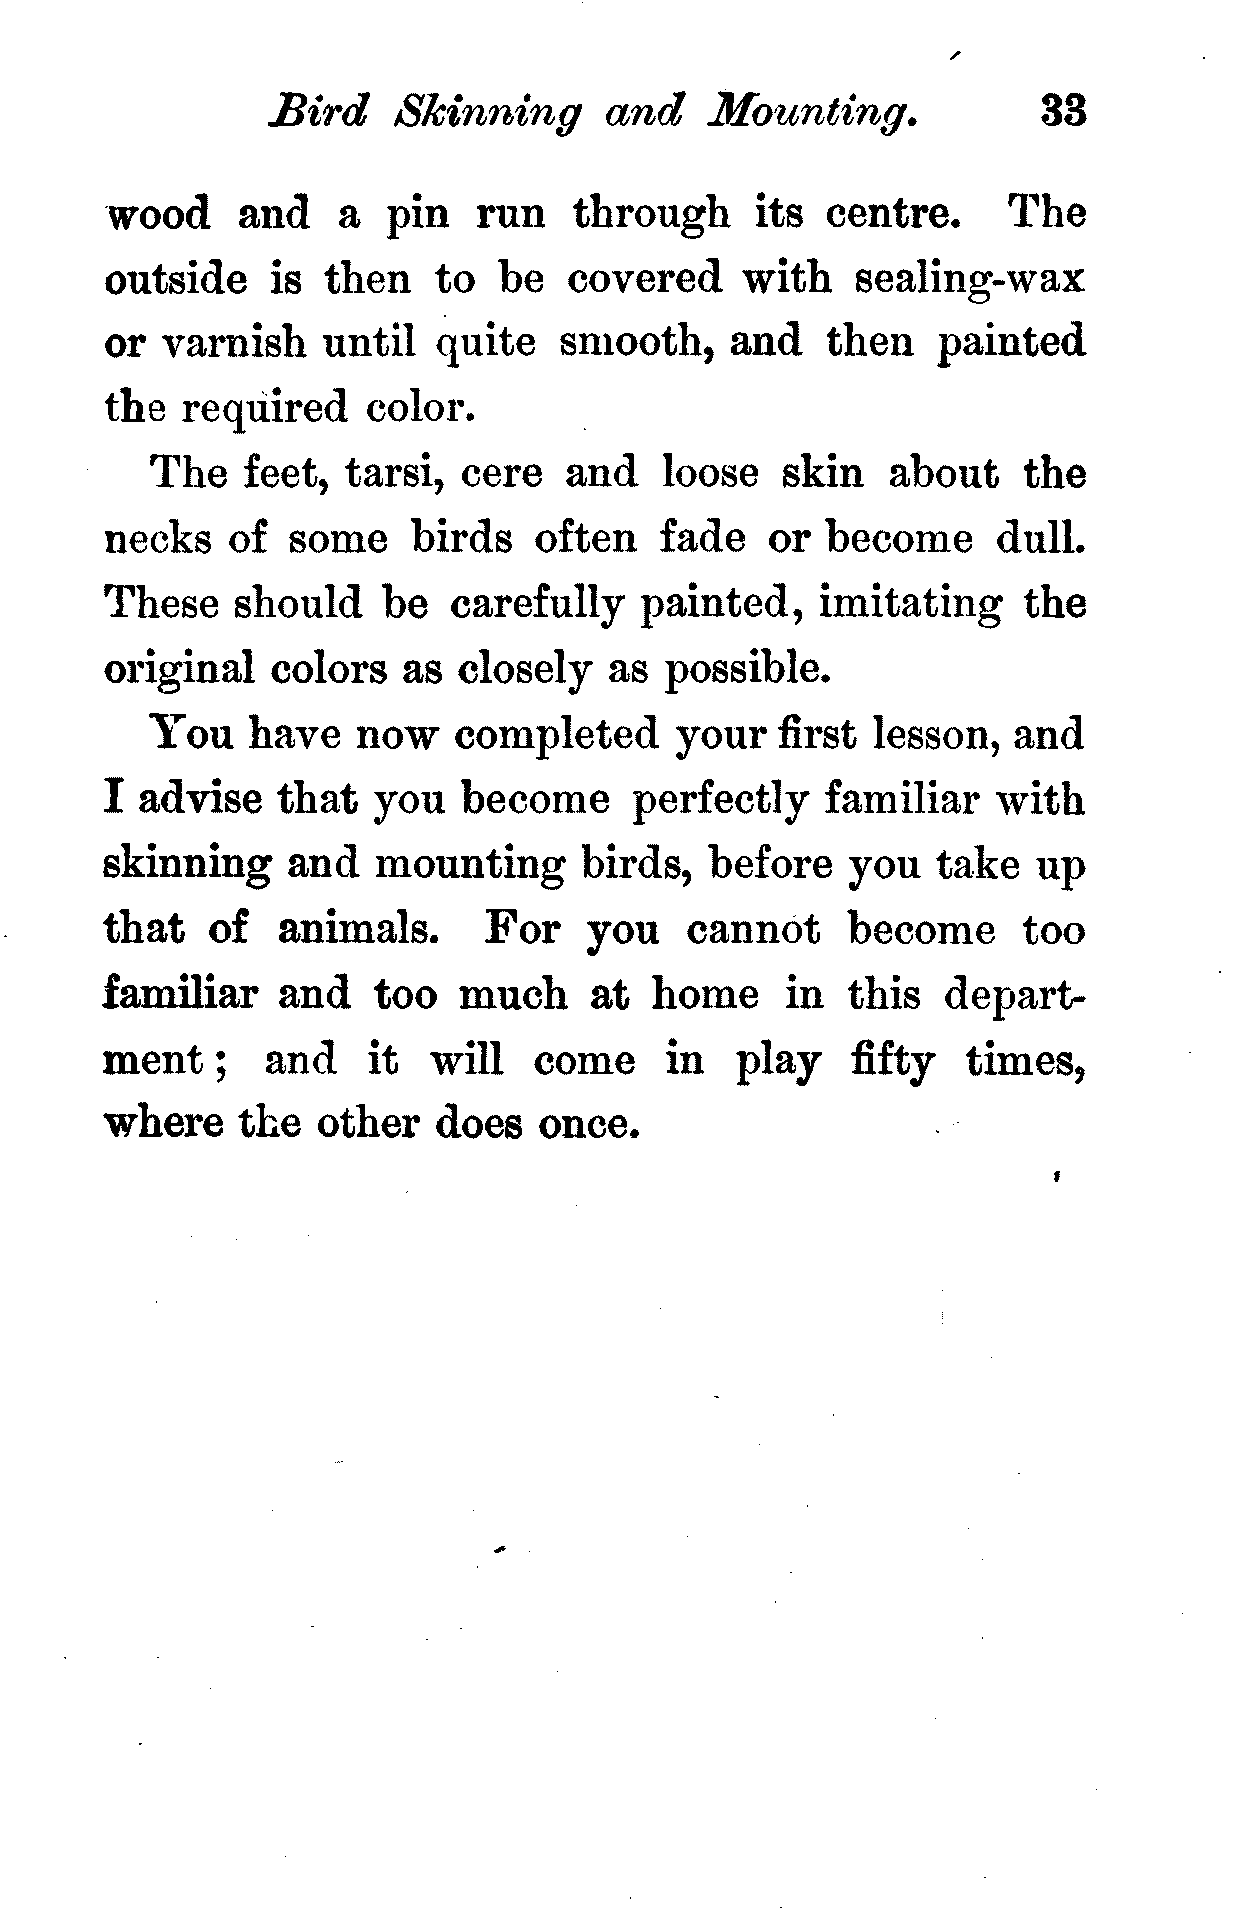 Bird Skinning and Mounting. 33
wood and a pin run through its centre. The
outside is then to be covered with sealing-wax
or varnish until quite smooth, and then painted
the required color.
The feet, tarsi, cere and loose skin about the
necks of some birds often fade or become dull.
These should be carefully painted, imitating the
original colors as closely as possible.
You have now completed your first lesson, and
I advise that you become perfectly familiar with
skinning and mounting birds, before you take up
that of animals. For you cannot become too
familiar and too much at home in this depart-
ment; and it will come in play fifty times,
where the other does once.